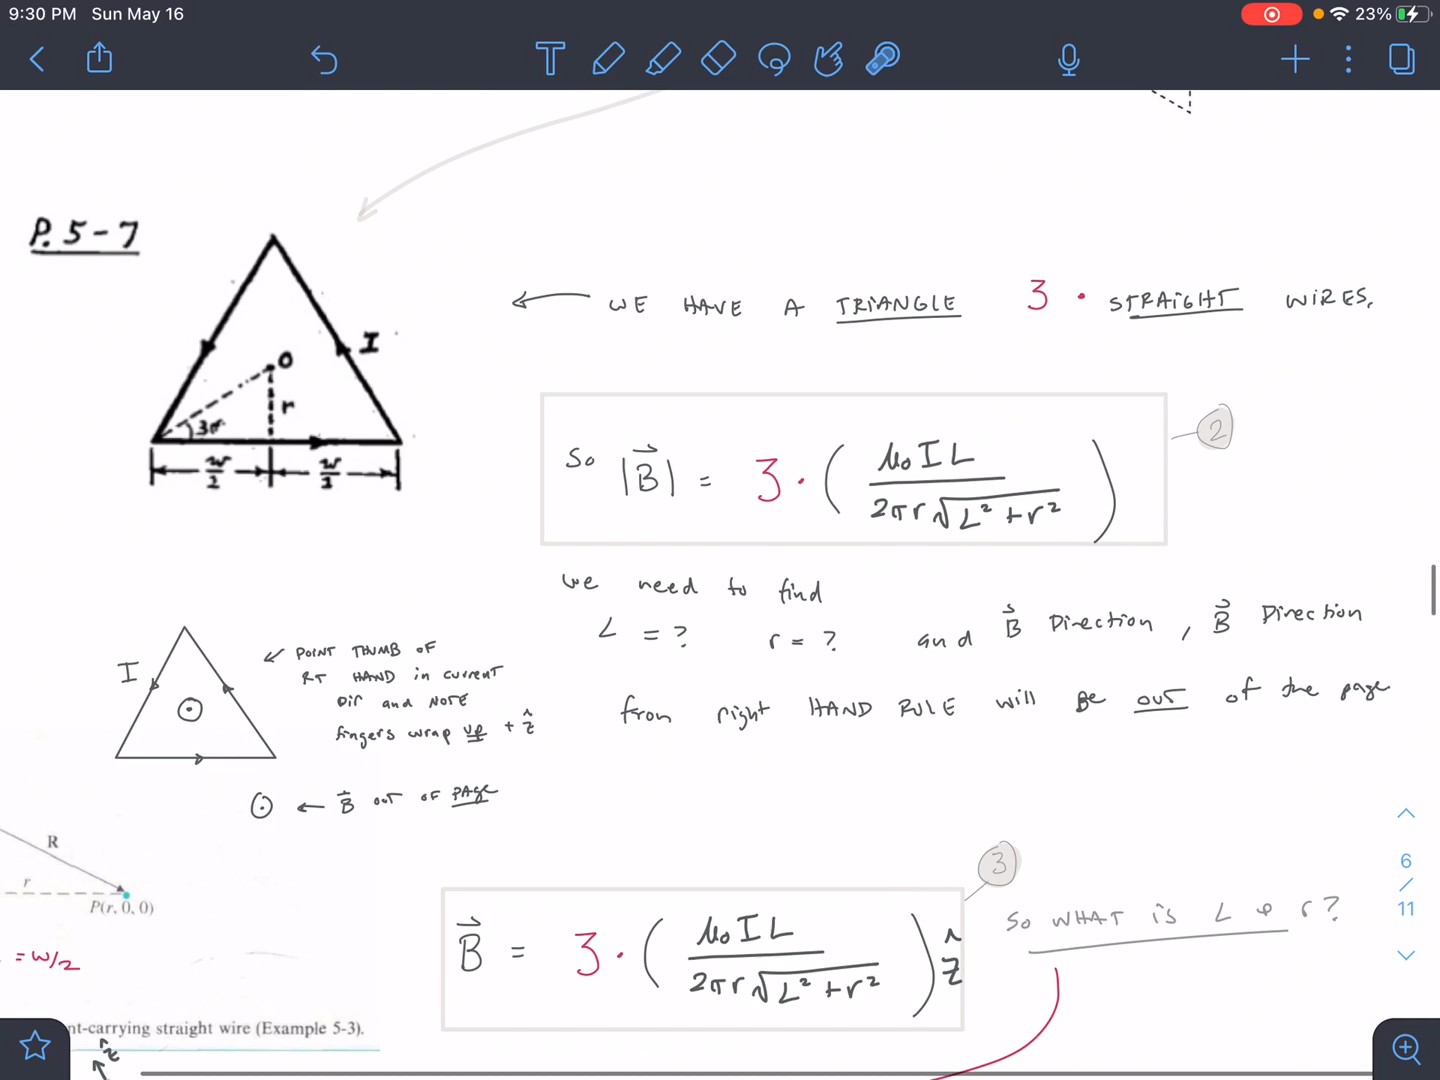 9:30 PM Sun May 16
23%
P. 5-7
I
O
r
30°
w/2 w/2
← WE HAVE A TRIANGLE 3 · STRAIGHT WIRES.
So |B⃗| = 3 · ( μ₀IL / 2πr√L² + r² )
2
we need to find
L = ? r = ? and B⃗ Direction, B⃗ Direction
from right HAND RULE will BE OUT of the page
I
↙ POINT THUMB OF
RT HAND in current
Dir and NOTE
fingers wrap up + ẑ
⊙ ← B⃗ OUT OF PAGE
R
r
P(r, 0, 0)
= W/2
3
B⃗ = 3 · ( μ₀IL / 2πr√L² + r² ) ẑ
So WHAT is L & r?
nt-carrying straight wire (Example 5-3).
ẑ
6
/
11